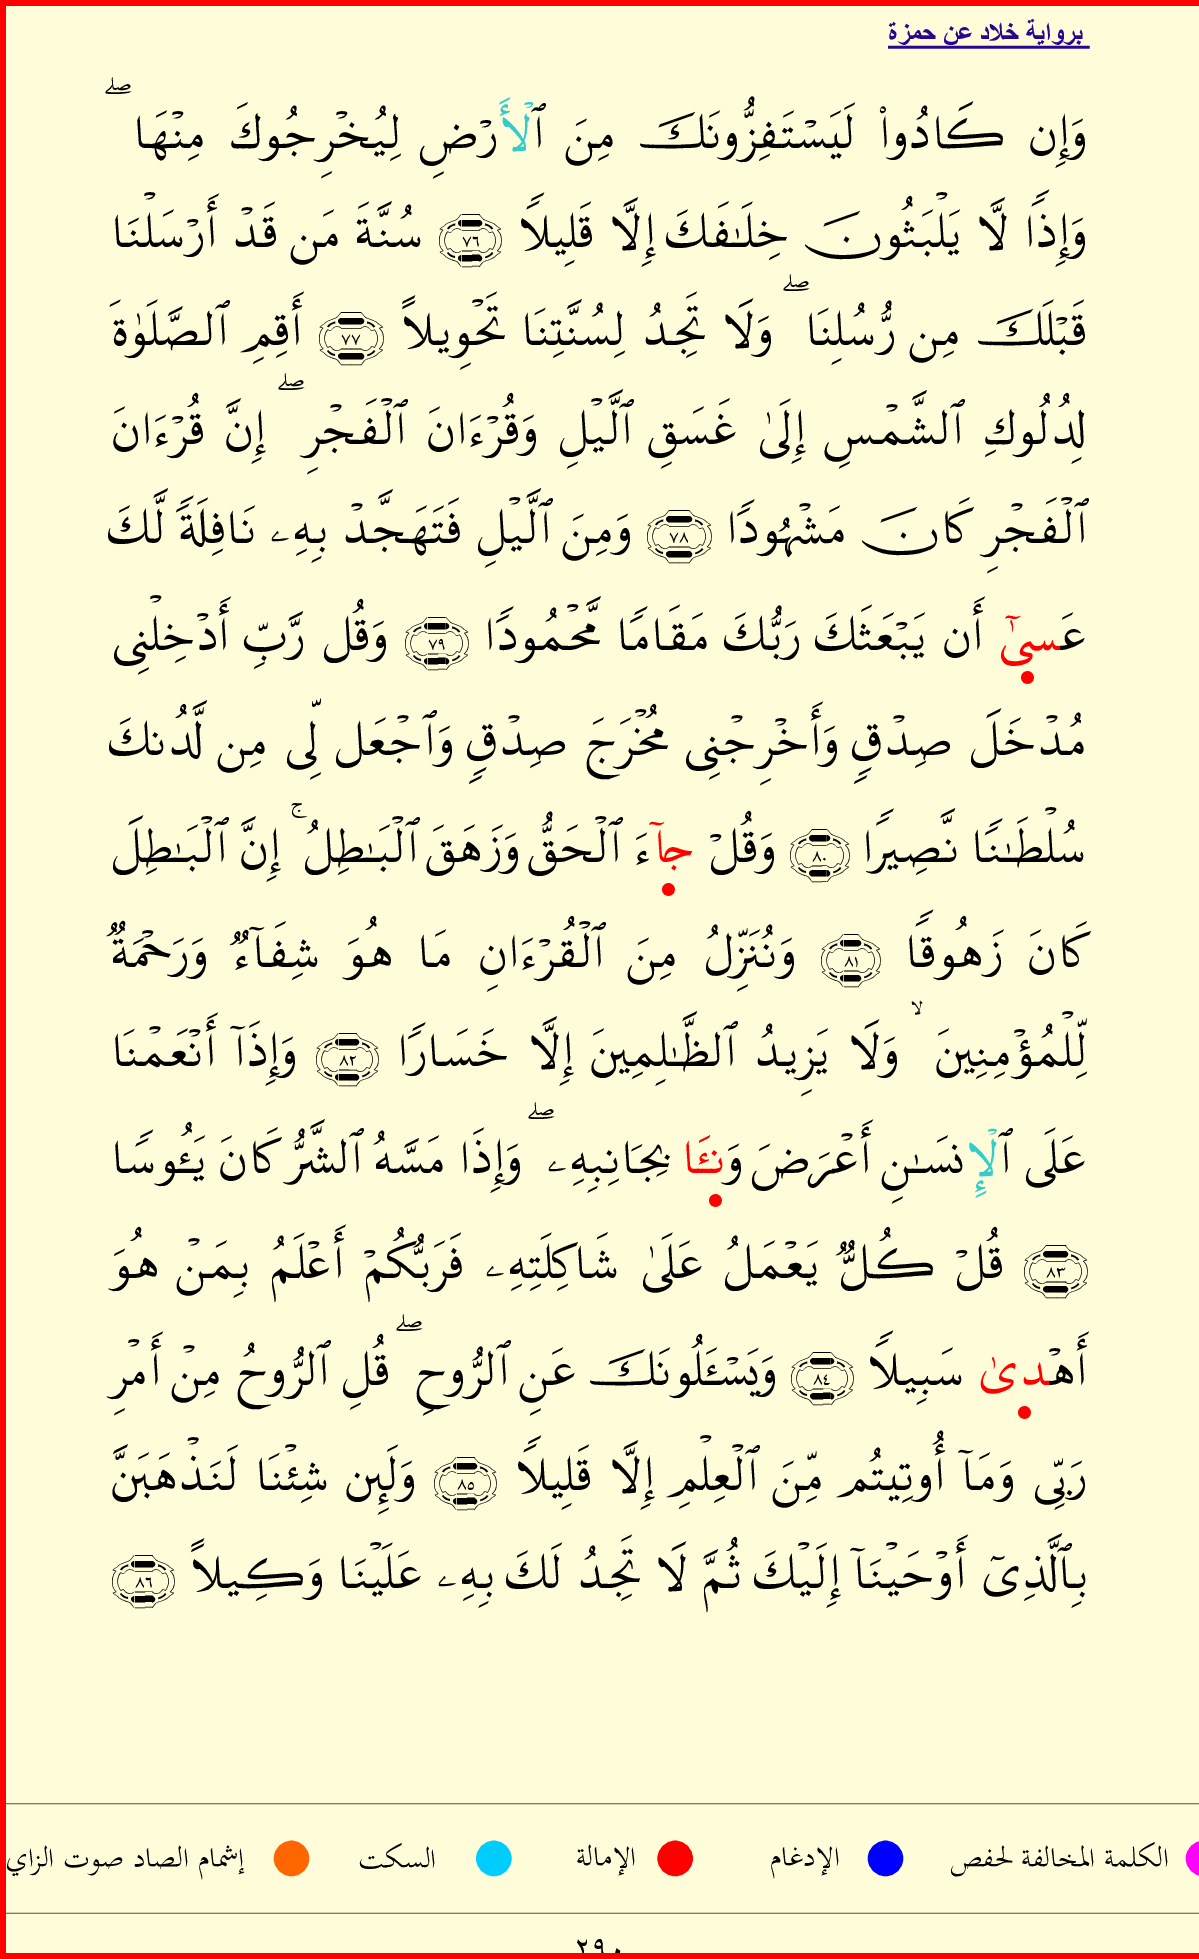 برواية خلاد عن حمزة
وَإِن كَادُوا۟ لَيَسْتَفِزُّونَكَ مِنَ ٱلْأَرْضِ لِيُخْرِجُوكَ مِنْهَا ۖ
وَإِذًا لَّا يَلْبَثُونَ خِلَـٰفَكَ إِلَّا قَلِيلًا ٧٦ سُنَّةَ مَن قَدْ أَرْسَلْنَا
قَبْلَكَ مِن رُّسُلِنَا ۖ وَلَا تَجِدُ لِسُنَّتِنَا تَحْوِيلًا ٧٧ أَقِمِ ٱلصَّلَوٰةَ
لِدُلُوكِ ٱلشَّمْسِ إِلَىٰ غَسَقِ ٱلَّيْلِ وَقُرْءَانَ ٱلْفَجْرِ ۖ إِنَّ قُرْءَانَ
ٱلْفَجْرِ كَانَ مَشْهُودًا ٧٨ وَمِنَ ٱلَّيْلِ فَتَهَجَّدْ بِهِۦ نَافِلَةً لَّكَ
عَسىٰٓ أَن يَبْعَثَكَ رَبُّكَ مَقَامًا مَّحْمُودًا ٧٩ وَقُل رَّبِّ أَدْخِلْنِى
مُدْخَلَ صِدْقٍ وَأَخْرِجْنِى مُخْرَجَ صِدْقٍ وَٱجْعَل لِّى مِن لَّدُنكَ
سُلْطَـٰنًا نَّصِيرًا ٨٠ وَقُلْ جآءَ ٱلْحَقُّ وَزَهَقَ ٱلْبَـٰطِلُ ۚ إِنَّ ٱلْبَـٰطِلَ
كَانَ زَهُوقًا ٨١ وَنُنَزِّلُ مِنَ ٱلْقُرْءَانِ مَا هُوَ شِفَآءٌ وَرَحْمَةٌ
لِّلْمُؤْمِنِينَ ۙ وَلَا يَزِيدُ ٱلظَّـٰلِمِينَ إِلَّا خَسَارًا ٨٢ وَإِذَآ أَنْعَمْنَا
عَلَى ٱلْإِنسَـٰنِ أَعْرَضَ وَنَـَٔا بِجَانِبِهِۦ ۖ وَإِذَا مَسَّهُ ٱلشَّرُّ كَانَ يَـُٔوسًا
٨٣ قُلْ كُلٌّ يَعْمَلُ عَلَىٰ شَاكِلَتِهِۦ فَرَبُّكُمْ أَعْلَمُ بِمَنْ هُوَ
أَهْدىٰ سَبِيلًا ٨٤ وَيَسْـَٔلُونَكَ عَنِ ٱلرُّوحِ ۖ قُلِ ٱلرُّوحُ مِنْ أَمْرِ
رَبِّى وَمَآ أُوتِيتُم مِّنَ ٱلْعِلْمِ إِلَّا قَلِيلًا ٨٥ وَلَئِن شِئْنَا لَنَذْهَبَنَّ
بِٱلَّذِىٓ أَوْحَيْنَآ إِلَيْكَ ثُمَّ لَا تَجِدُ لَكَ بِهِۦ عَلَيْنَا وَكِيلًا ٨٦
الكلمة المخالفة لحفص الإدغام الإمالة السكت إشمام الصاد صوت الزاي
٢٩٠